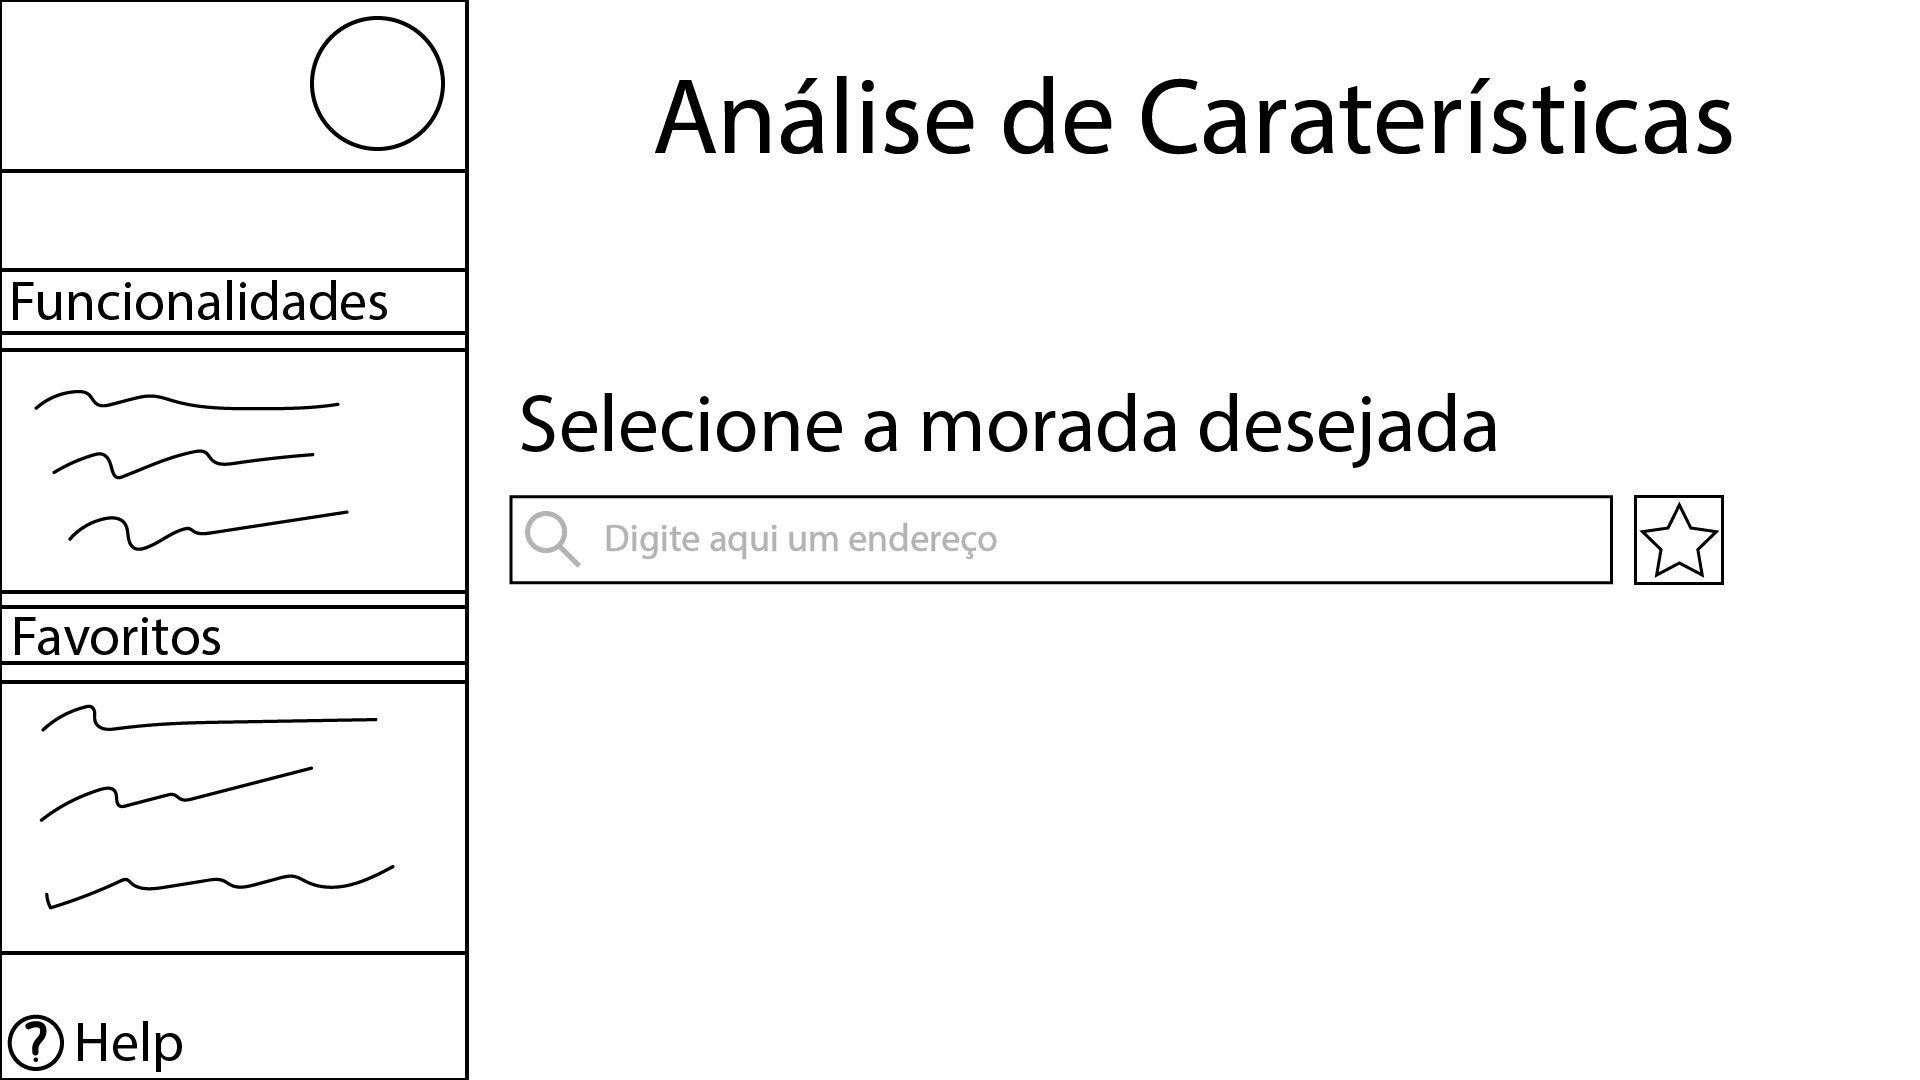 Análise de Caraterísticas
Funcionalidades
Selecione a morada desejada
Digite aqui um endereço
Favoritos
? Help